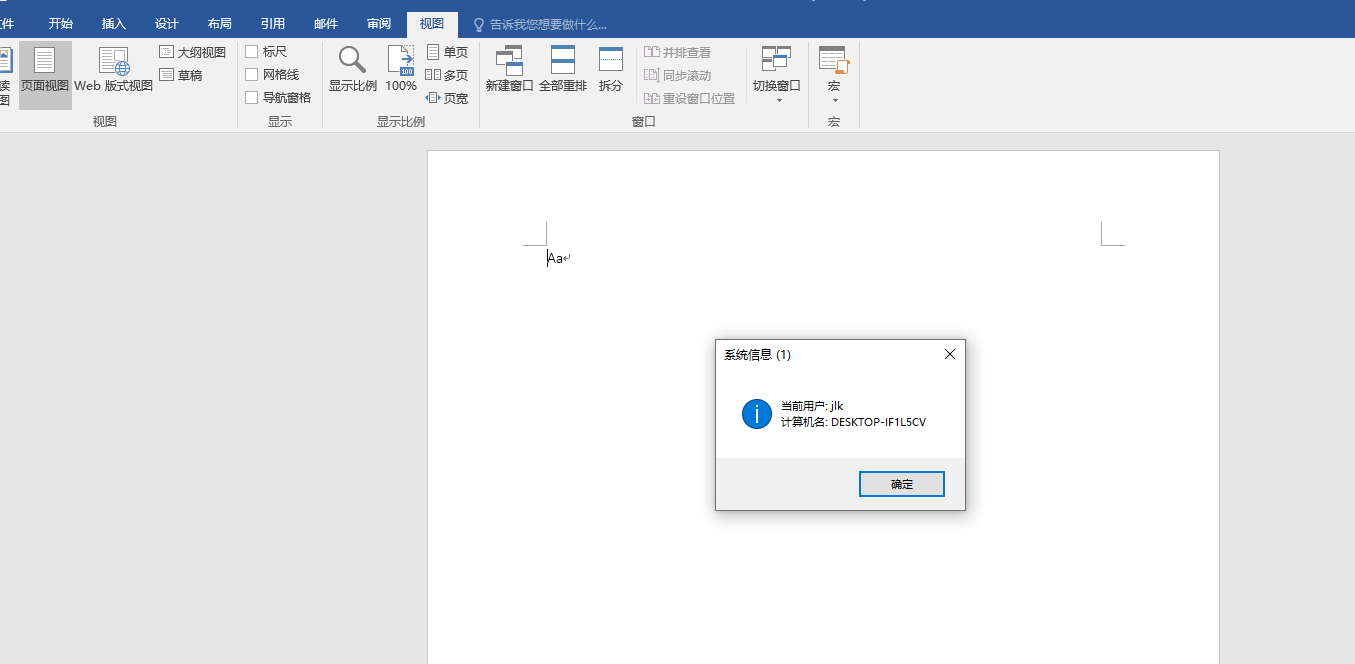 件 开始 插入 设计 布局 引用 邮件 审阅 视图 告诉我您想要做什么...
大纲视图 标尺 单页 并排查看
草稿 网格线 多页 同步滚动
页面视图 Web 版式视图 显示比例 100% 新建窗口 全部重排 拆分 切换窗口 宏
图 导航窗格 页宽 重设窗口位置
视图 显示 显示比例 窗口 宏
Aa
系统信息 (1)
当前用户: jlk
计算机名: DESKTOP-IF1L5CV
确定